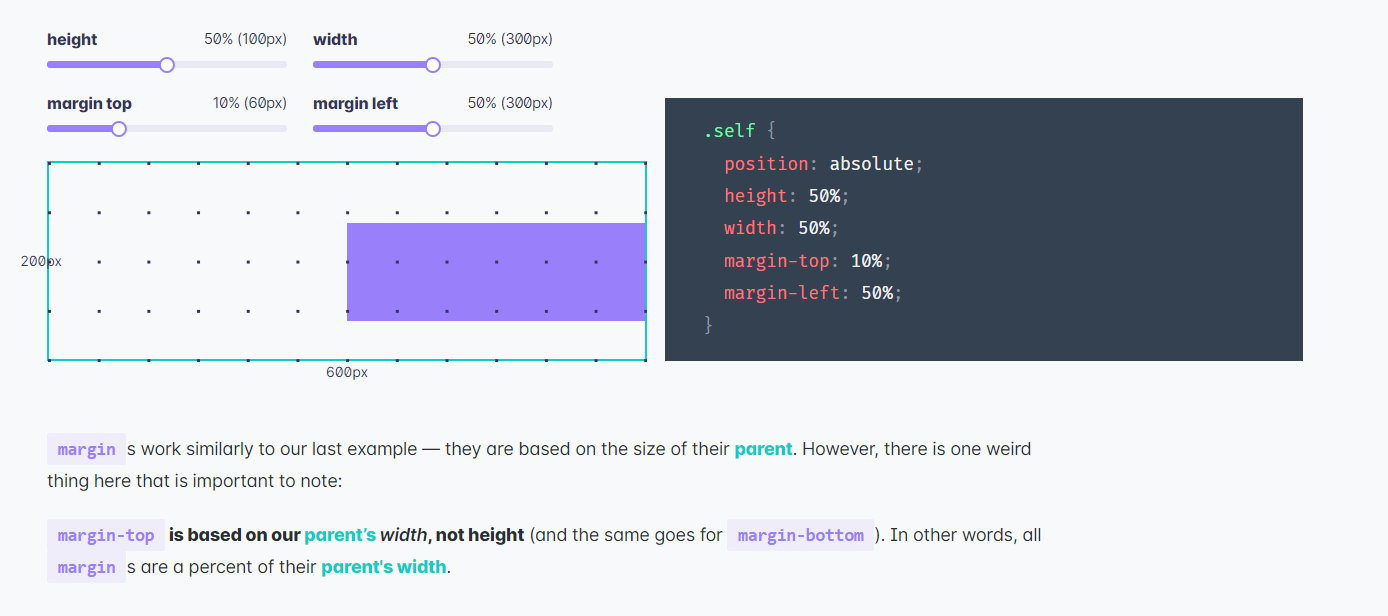 height 50% (100px) width 50% (300px)
margin top 10% (60px) margin left 50% (300px)
.self {
position: absolute;
height: 50%;
width: 50%;
margin-top: 10%;
margin-left: 50%;
}
200px
600px
margin s work similarly to our last example — they are based on the size of their parent. However, there is one weird
thing here that is important to note:
margin-top is based on our parent’s width, not height (and the same goes for margin-bottom ). In other words, all
margin s are a percent of their parent's width.